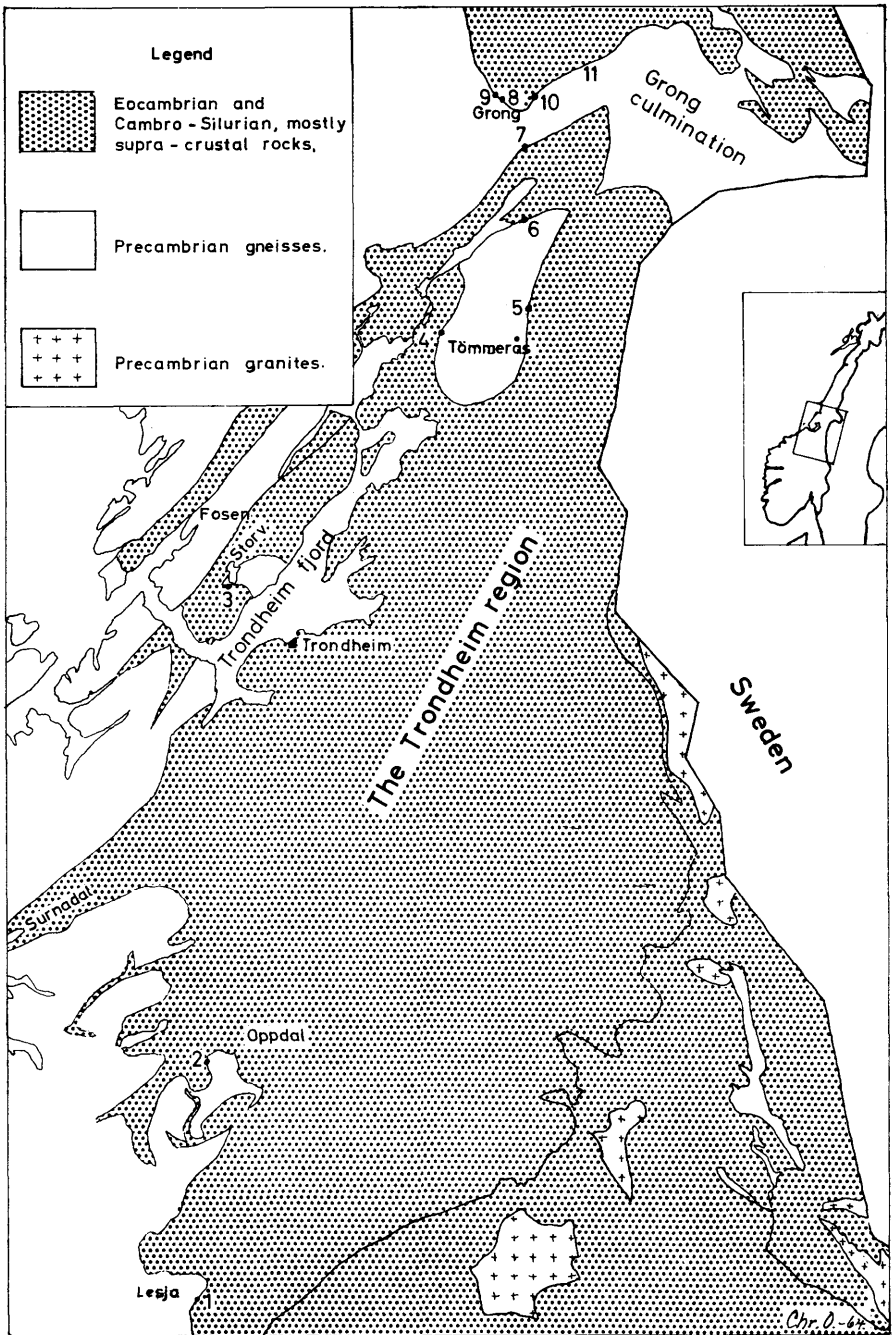 Legend
Eocambrian and
Cambro-Silurian, mostly
supra-crustal rocks,
Precambrian gneisses.
Precambrian granites.
11
9
8
10
Grong
Grong
culmination
7
6
5
4
Tömmerås
Fosen
Storv.
3
Trondheim fjord
Trondheim
The Trondheim region
Sweden
Surnadal
Oppdal
2
Lesja
1
Chr. O.-64.